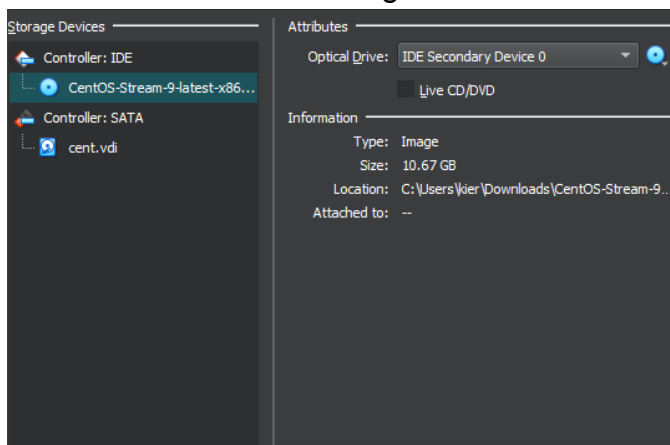 Storage Devices
Controller: IDE
CentOS-Stream-9-latest-x86...
Controller: SATA
cent.vdi
Attributes
Optical Drive: IDE Secondary Device 0
Live CD/DVD
Information
Type: Image
Size: 10.67 GB
Location: C:\Users\kier\Downloads\CentOS-Stream-9...
Attached to: --